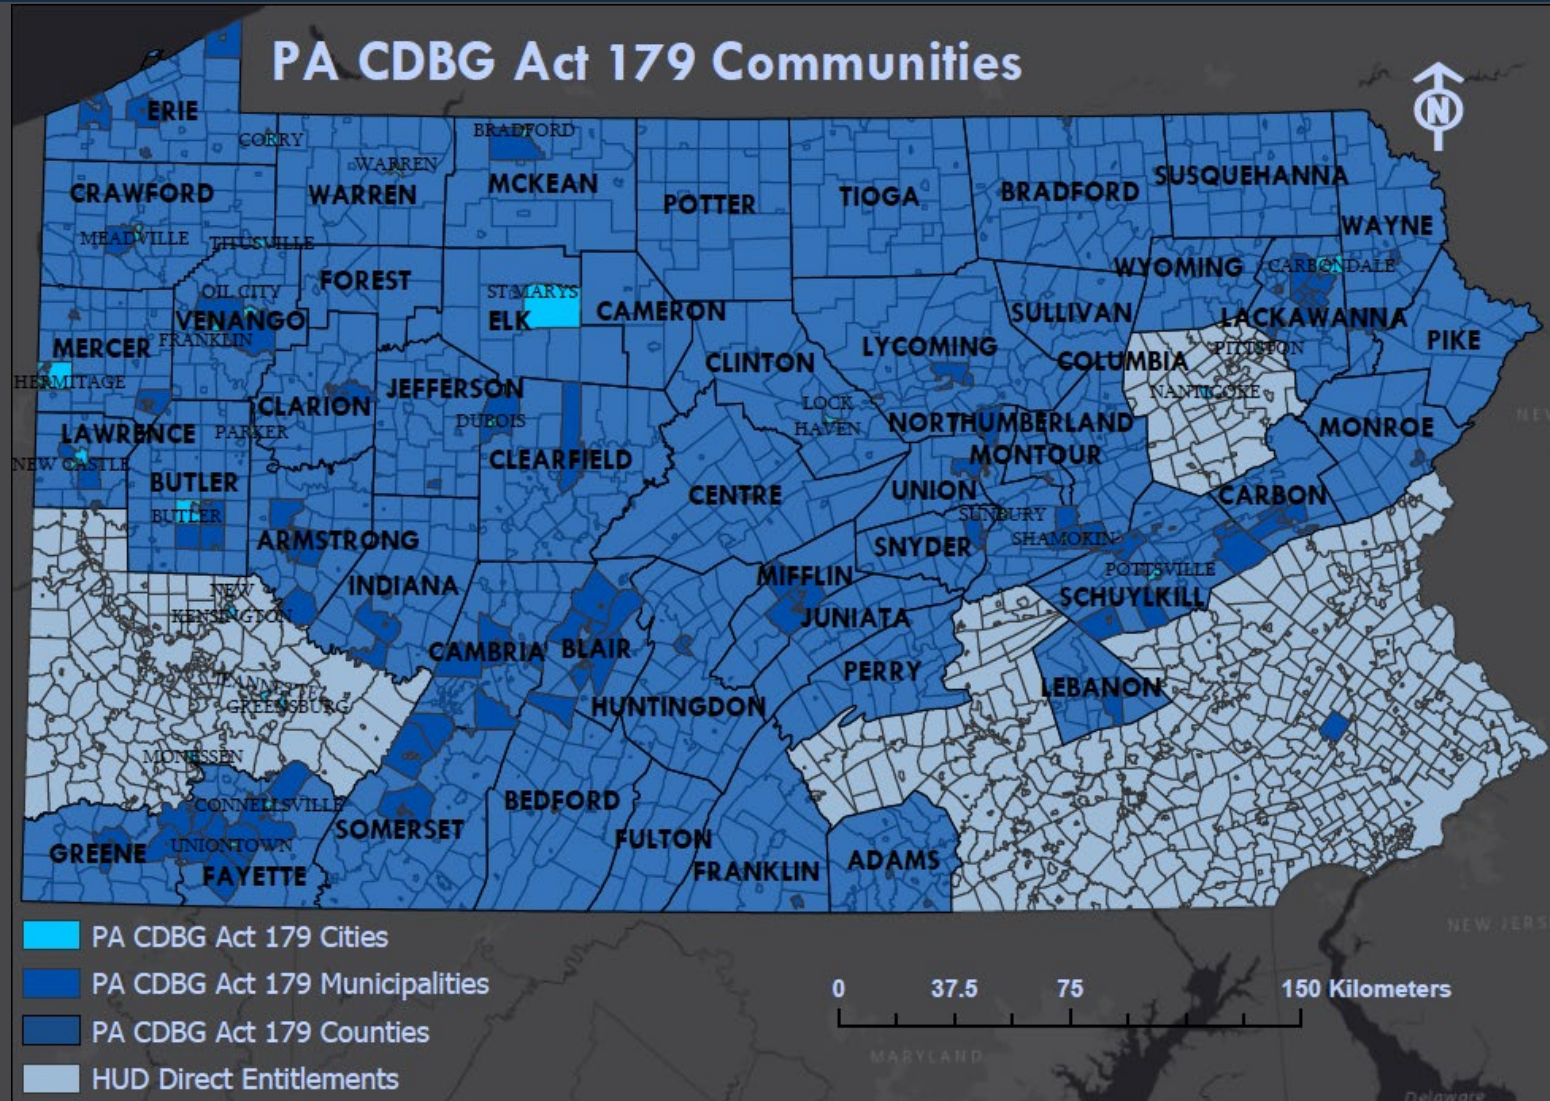 PA CDBG Act 179 Communities
N
ERIE
CORRY
BRADFORD
WARREN
CRAWFORD
WARREN
MCKEAN
POTTER
TIOGA
BRADFORD
SUSQUEHANNA
WAYNE
MEADVILLE
TITUSVILLE
FOREST
WYOMING
CARBONDALE
OIL CITY
ST MARYS
CAMERON
SULLIVAN
VENANGO
ELK
LACKAWANNA
MERCER
FRANKLIN
LYCOMING
COLUMBIA
PITTSTON
PIKE
HERMITAGE
CLINTON
JEFFERSON
NANTICOKE
CLARION
DUBOIS
LOCK
HAVEN
NORTHUMBERLAND
MONROE
LAWRENCE
PARKER
NEW CASTLE
CLEARFIELD
MONTOUR
BUTLER
CENTRE
UNION
CARBON
BUTLER
SUNBURY
ARMSTRONG
SNYDER
SHAMOKIN
POTTSVILLE
INDIANA
MIFFLIN
NEW
KENSINGTON
SCHUYLKILL
JUNIATA
CAMBRIA
BLAIR
PERRY
JEANNETTE
LEBANON
GREENSBURG
HUNTINGDON
MONESSEN
CONNELLSVILLE
BEDFORD
SOMERSET
FULTON
UNIONTOWN
GREENE
FAYETTE
FRANKLIN
ADAMS
NEW JERS
PA CDBG Act 179 Cities
PA CDBG Act 179 Municipalities
PA CDBG Act 179 Counties
HUD Direct Entitlements
0 37.5 75 150 Kilometers
MARYLAND
Delaware
NEW